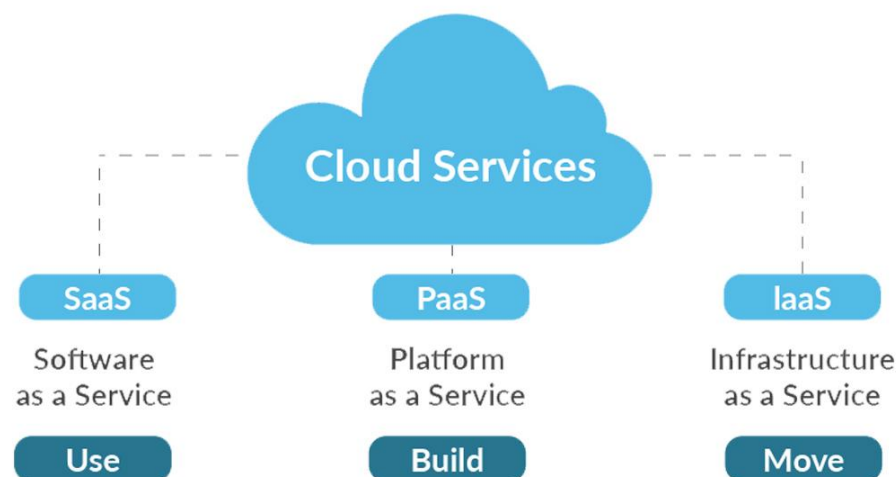 Cloud Services
SaaS
Software
as a Service
Use
PaaS
Platform
as a Service
Build
IaaS
Infrastructure
as a Service
Move